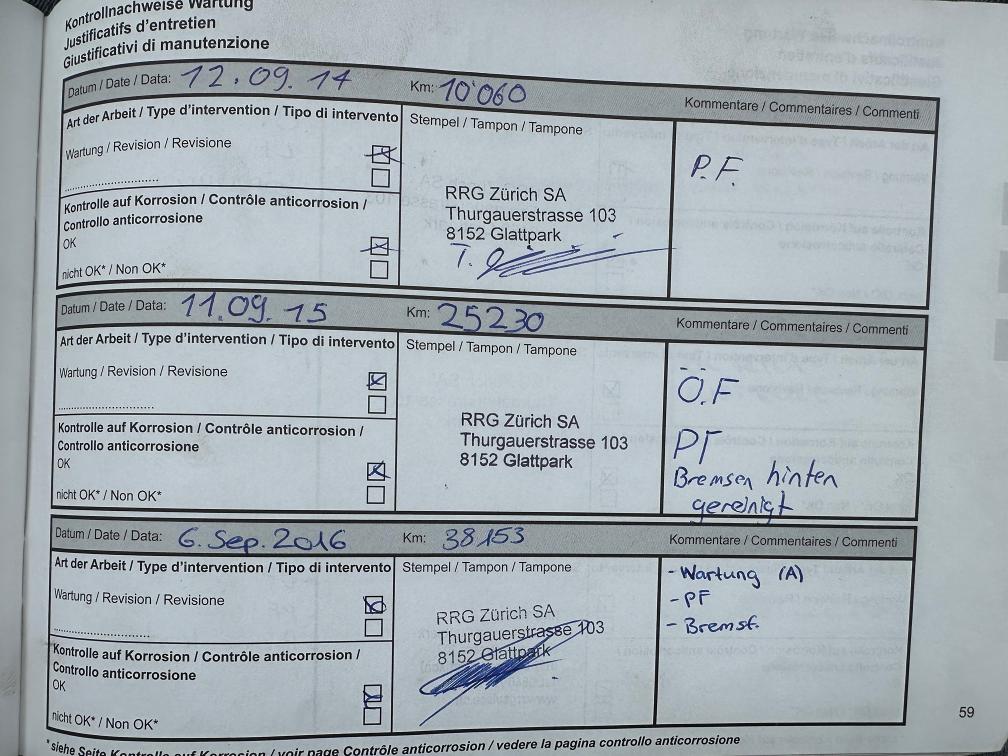 Kontrollnachweise Wartung
Justificatifs d'entretien
Giustificativi di manutenzione
Datum / Date / Data: 12.09.14 Km: 10'060 Kommentare / Commentaires / Commenti
Art der Arbeit / Type d'intervention / Tipo di intervento
Stempel / Tampon / Tampone
Wartung / Revision / Revisione
P.F.
RRG Zürich SA
Thurgauerstrasse 103
8152 Glattpark
Kontrolle auf Korrosion / Contrôle anticorrosion /
Controllo anticorrosione
OK
nicht OK* / Non OK*
Datum / Date / Data: 11.09.15 Km: 25230 Kommentare / Commentaires / Commenti
Art der Arbeit / Type d'intervention / Tipo di intervento
Stempel / Tampon / Tampone
Wartung / Revision / Revisione
Ö.F
PF
Bremsen hinten
gereinigt
RRG Zürich SA
Thurgauerstrasse 103
8152 Glattpark
Kontrolle auf Korrosion / Contrôle anticorrosion /
Controllo anticorrosione
OK
nicht OK* / Non OK*
Datum / Date / Data: 6. Sep. 2016 Km: 38153 Kommentare / Commentaires / Commenti
Art der Arbeit / Type d'intervention / Tipo di intervento
Stempel / Tampon / Tampone
Wartung / Revision / Revisione
- Wartung (A)
- PF
- Bremsf.
RRG Zürich SA
Thurgauerstrasse 103
8152 Glattpark
Kontrolle auf Korrosion / Contrôle anticorrosion /
Controllo anticorrosione
OK
nicht OK* / Non OK*
59
*siehe Seite Kontrolle auf Korrosion / voir page Contrôle anticorrosion / vedere la pagina controllo anticorrosione